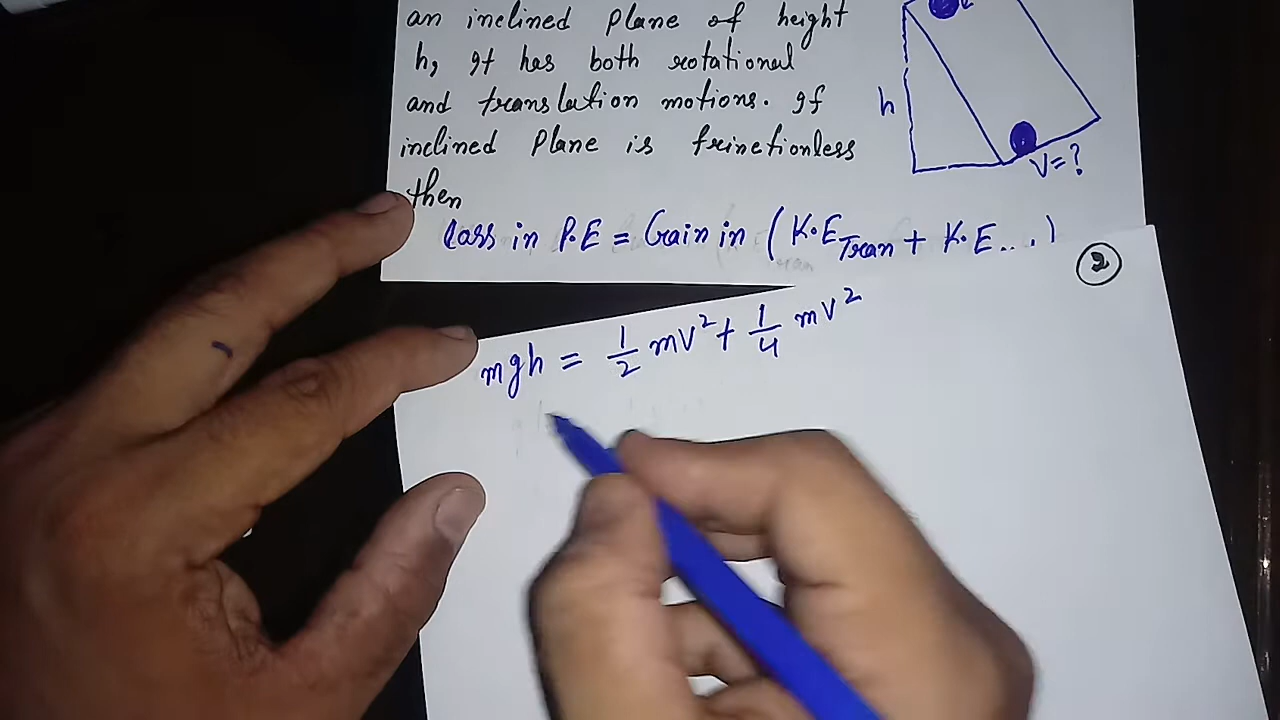 an inclined plane of height
h, It has both rotational
and translation motions. If
inclined plane is frinctionless
then
h
V=?
Loss in P.E = Gain in (K.E Tran + K.E....)
2
mgh = 1/2 mv² + 1/4 mv²